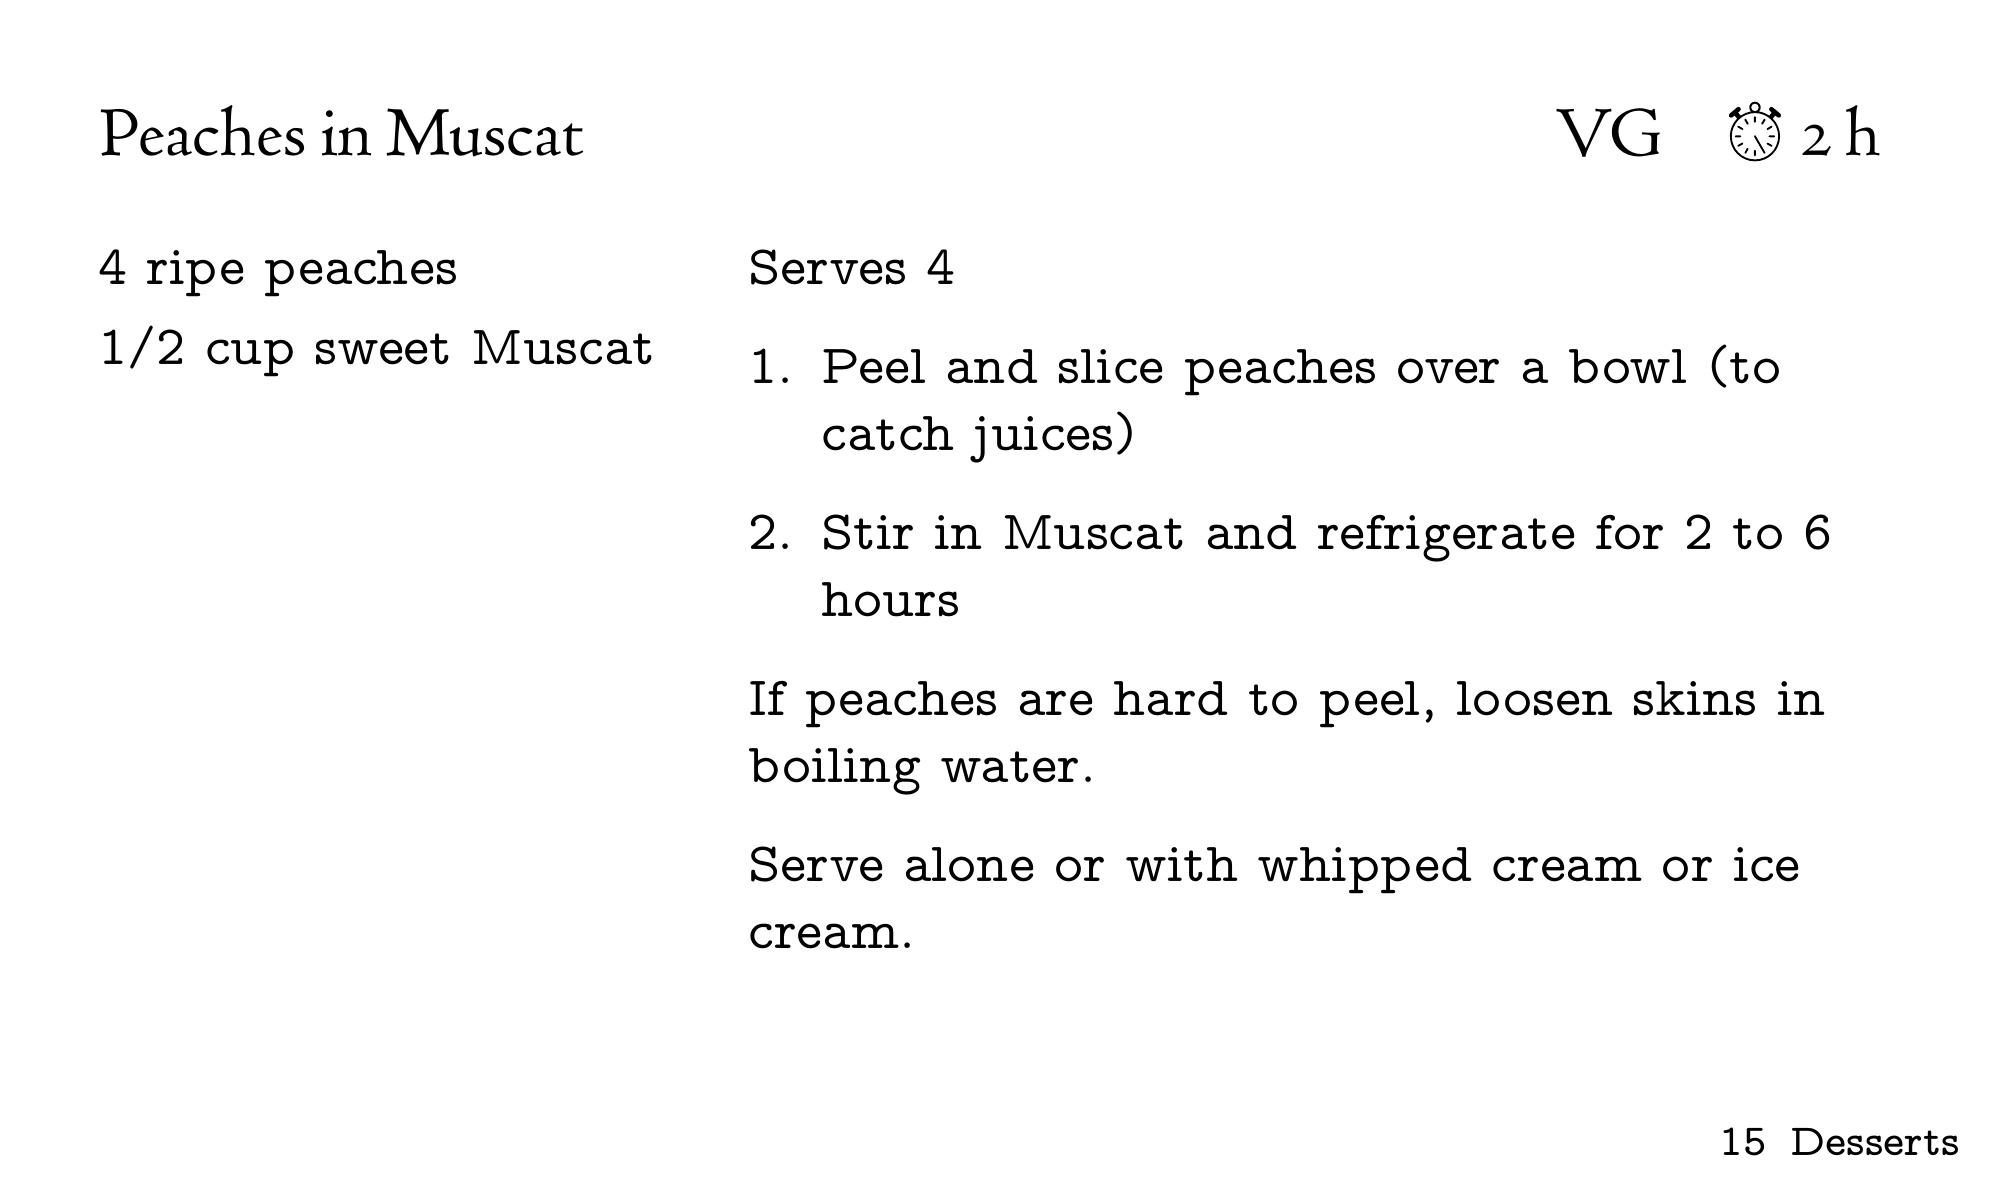 Peaches in Muscat
VG 2 h
4 ripe peaches
1/2 cup sweet Muscat
Serves 4
1. Peel and slice peaches over a bowl (to
catch juices)
2. Stir in Muscat and refrigerate for 2 to 6
hours
If peaches are hard to peel, loosen skins in
boiling water.
Serve alone or with whipped cream or ice
cream.
15 Desserts